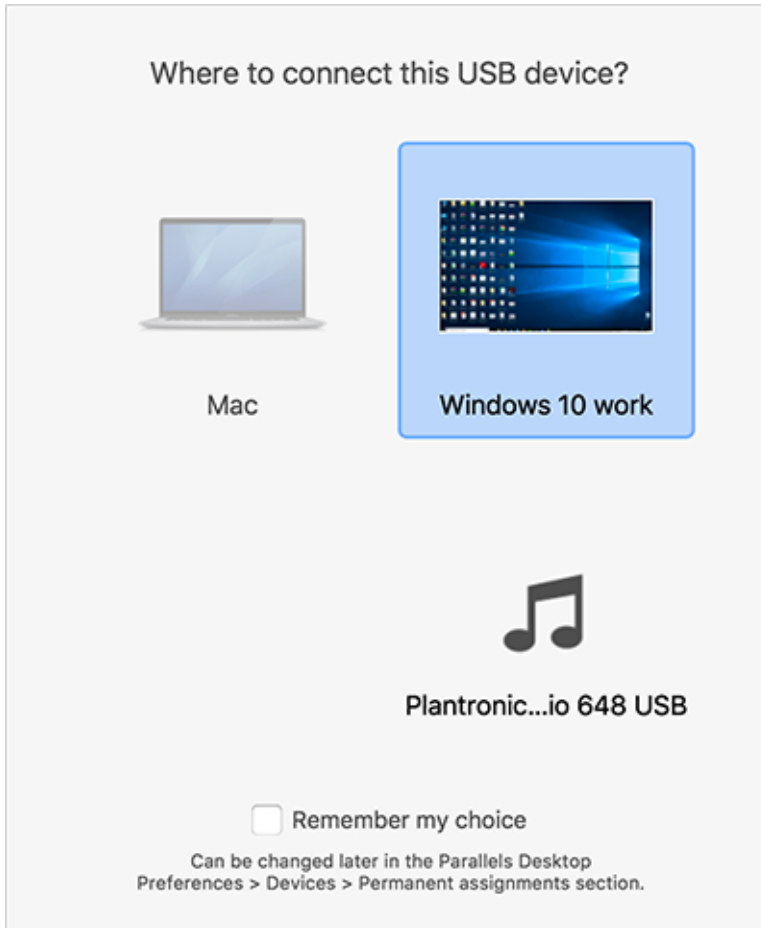 Where to connect this USB device?
Mac
Windows 10 work
Plantronic...io 648 USB
Remember my choice
Can be changed later in the Parallels Desktop
Preferences > Devices > Permanent assignments section.